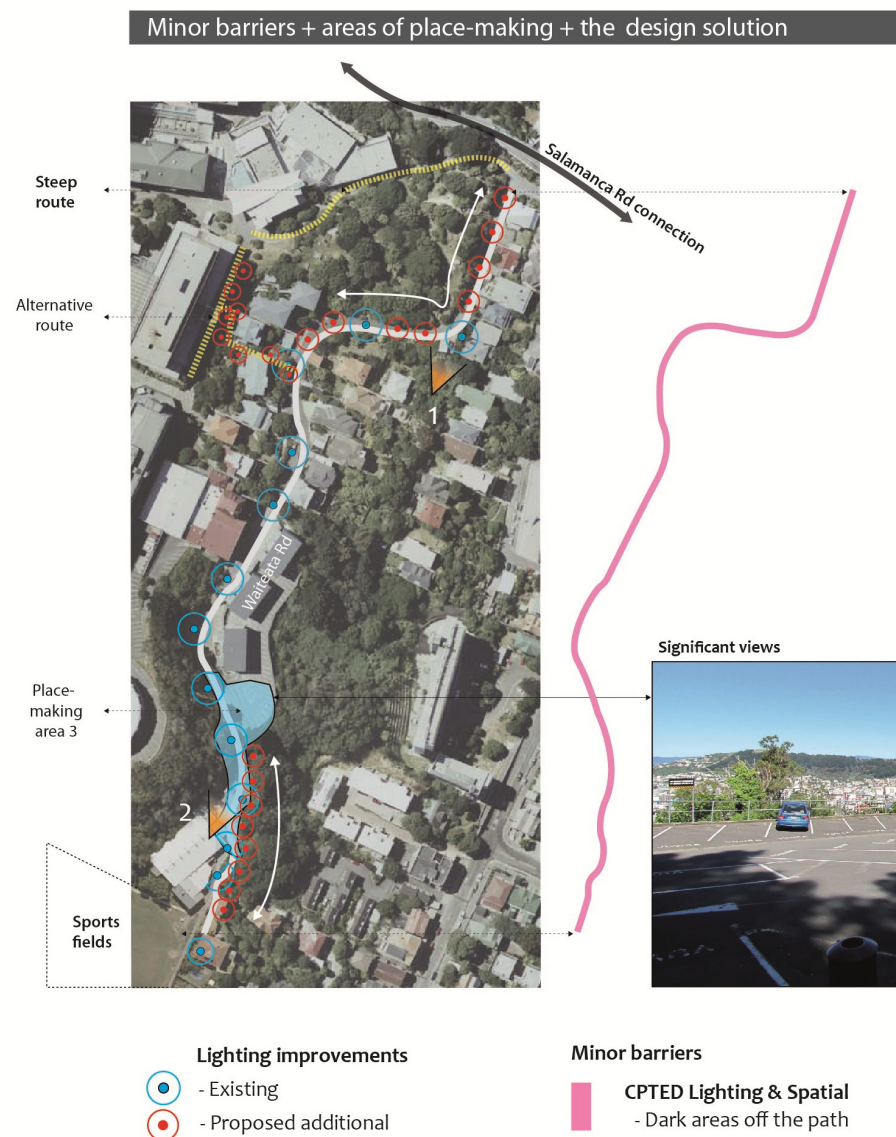 Minor barriers + areas of place-making + the design solution
Salamanca Rd connection
Steep
route
Alternative
route
1
Waiteata Rd
Significant views
Place-
making
area 3
2
Sports
fields
Lighting improvements
- Existing
- Proposed additional
Minor barriers
CPTED Lighting & Spatial
- Dark areas off the path